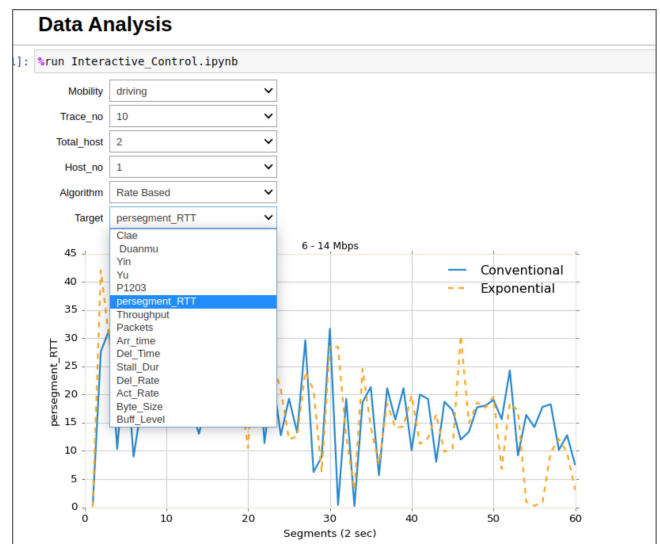 Data Analysis
]: %run Interactive_Control.ipynb
Mobility driving
Trace_no 10
Total_host 2
Host_no 1
Algorithm Rate Based
Target persegment_RTT
Clae
Duanmu
Yin
Yu
P1203
persegment_RTT
Throughput
Packets
Arr_time
Del_Time
Stall_Dur
Del_Rate
Act_Rate
Byte_Size
Buff_Level
6 - 14 Mbps
Conventional
Exponential
persegment_RTT
45
40
35
30
25
20
15
10
5
0
0 10 20 30 40 50 60
Segments (2 sec)